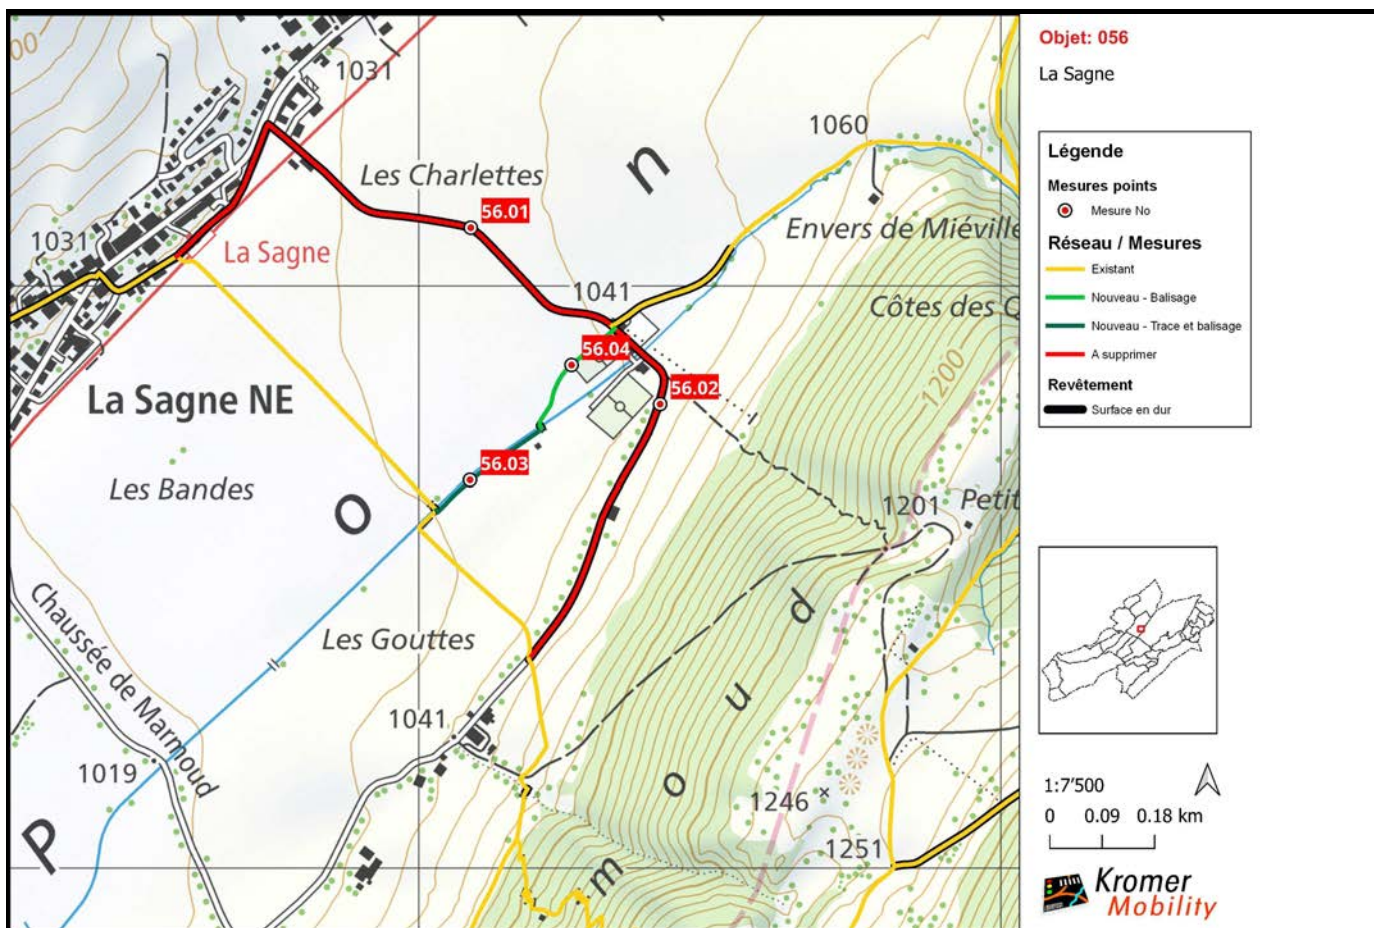 00
1031
Les Charlettes
n
1060
56.01
1031
La Sagne
Envers de Miéville
1041
Côtes des
56.04
56.02
1200
La Sagne NE
56.03
Les Bandes
o
1201
Petit
Chaussée de Marmoud
d
Les Gouttes
u
1041
1019
o
1246
1251
P
m
Objet: 056
La Sagne
Légende
Mesures points
Mesure No
Réseau / Mesures
Existant
Nouveau - Balisage
Nouveau - Trace et balisage
A supprimer
Revêtement
Surface en dur
1:7'500
0 0.09 0.18 km
Kromer
Mobility